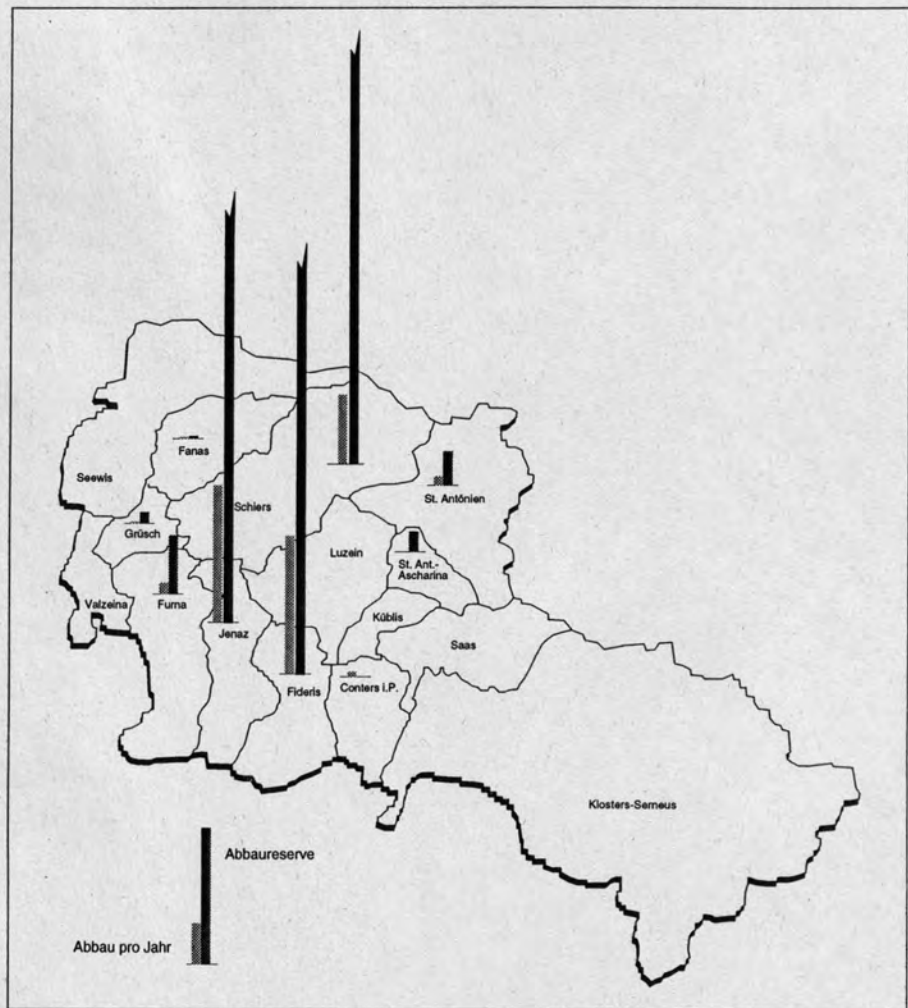 Fanas
Seewis
Schiers
St. Antönien
Grüsch
Luzein
St. Ant.-
Ascharina
Valzeina
Furna
Küblis
Jenaz
Saas
Fideris
Conters i.P.
Klosters-Serneus
Abbaureserve
Abbau pro Jahr